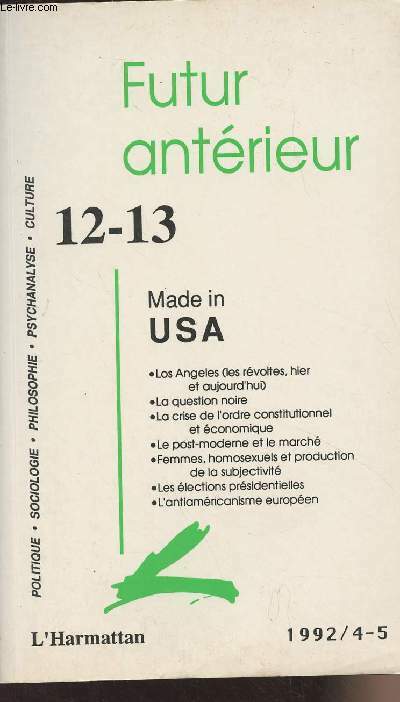 Le-livre.com
Futur
antérieur
12-13
POLITIQUE • SOCIOLOGIE • PHILOSOPHIE • PSYCHANALYSE • CULTURE
Made in
USA
•Los Angeles (les révoltes, hier
et aujourd'hui)
•La question noire
•La crise de l'ordre constitutionnel
et économique
•Le post-moderne et le marché
•Femmes, homosexuels et production
de la subjectivité
•Les élections présidentielles
•L'antiaméricanisme européen
L'Harmattan
1992/4-5